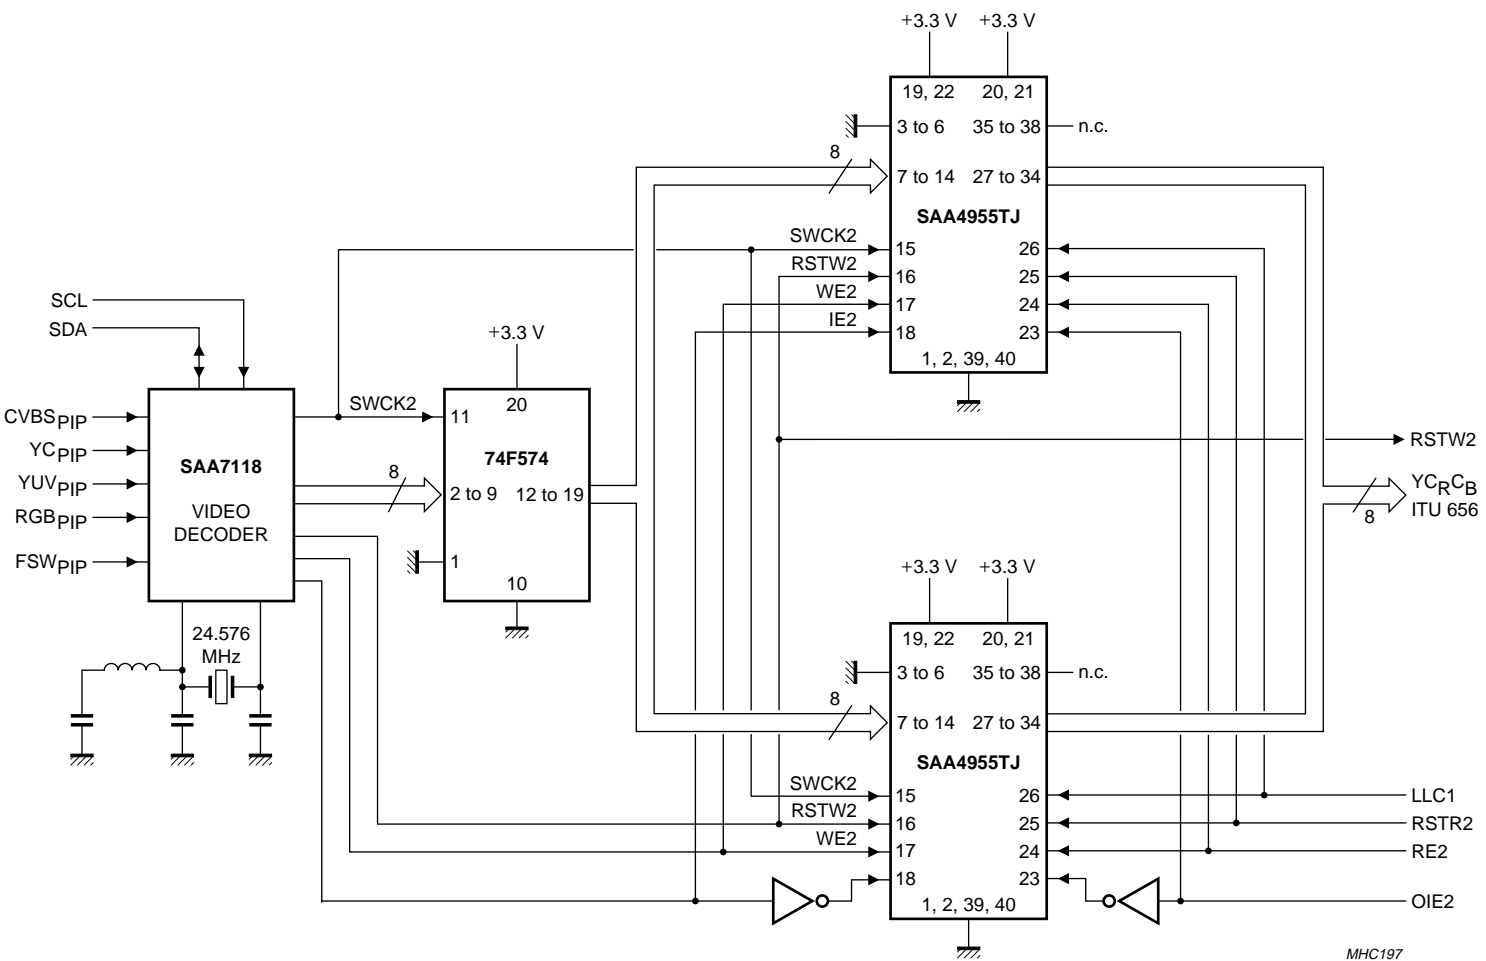 +3.3 V
+3.3 V
19, 22
20, 21
3 to 6
35 to 38
n.c.
8
7 to 14
27 to 34
SAA4955TJ
SWCK2
15
26
RSTW2
16
25
WE2
17
24
IE2
18
23
1, 2, 39, 40
SCL
SDA
+3.3 V
CVBSPIP
YCPIP
YUVPIP
RGBPIP
FSWPIP
SAA7118
VIDEO
DECODER
SWCK2
11
20
74F574
8
2 to 9
12 to 19
1
10
RSTW2
YCRCB
ITU 656
8
24.576
MHz
+3.3 V
+3.3 V
19, 22
20, 21
3 to 6
35 to 38
n.c.
8
7 to 14
27 to 34
SAA4955TJ
SWCK2
15
26
LLC1
RSTW2
16
25
RSTR2
WE2
17
24
RE2
18
23
1, 2, 39, 40
OIE2
MHC197